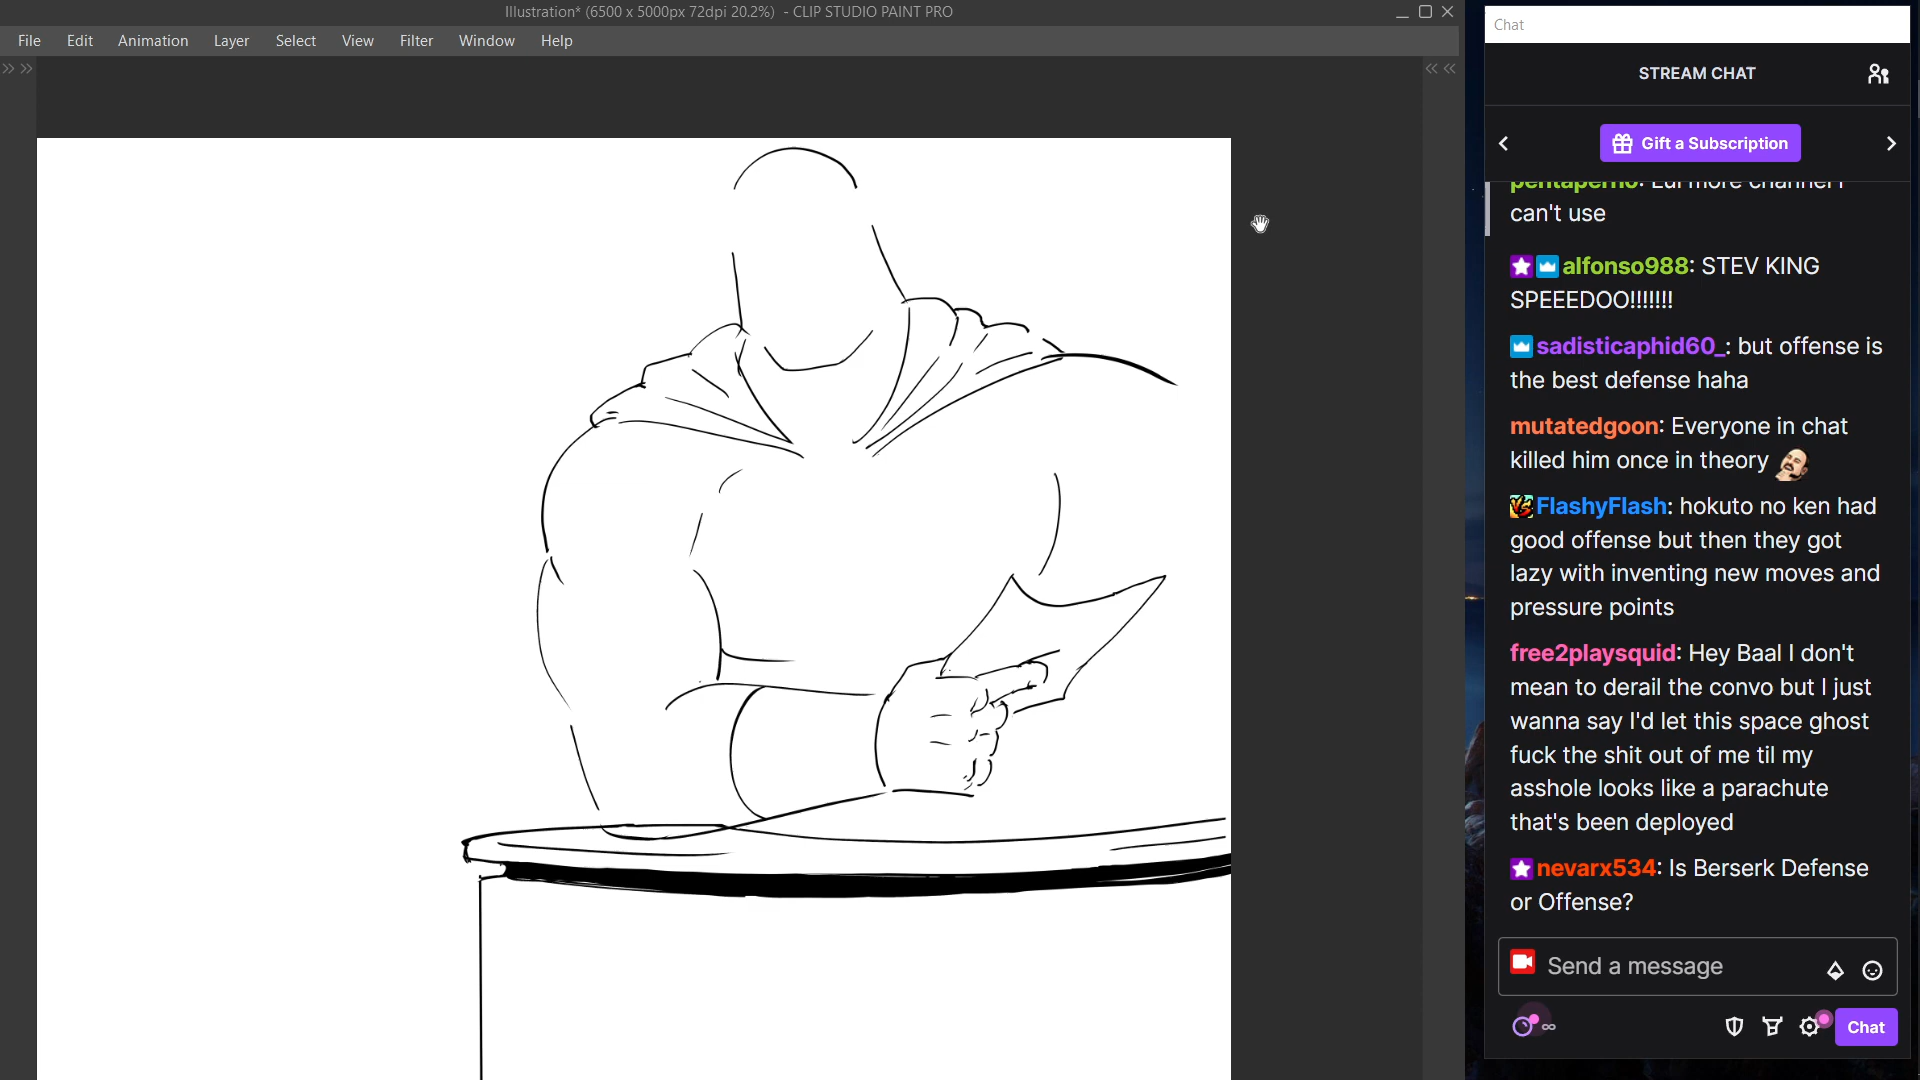 Illustration* (6500 x 5000px 72dpi 20.2%) - CLIP STUDIO PAINT PRO
File Edit Animation Layer Select View Filter Window Help
Chat
STREAM CHAT
Gift a Subscription
can't use
alfonso988: STEV KING
SPEEEDOO!!!!!!!
sadisticaphid60_: but offense is
the best defense haha
mutatedgoon: Everyone in chat
killed him once in theory
FlashyFlash: hokuto no ken had
good offense but then they got
lazy with inventing new moves and
pressure points
free2playsquid: Hey Baal I don't
mean to derail the convo but I just
wanna say I'd let this space ghost
fuck the shit out of me til my
asshole looks like a parachute
that's been deployed
nevarx534: Is Berserk Defense
or Offense?
Send a message
Chat